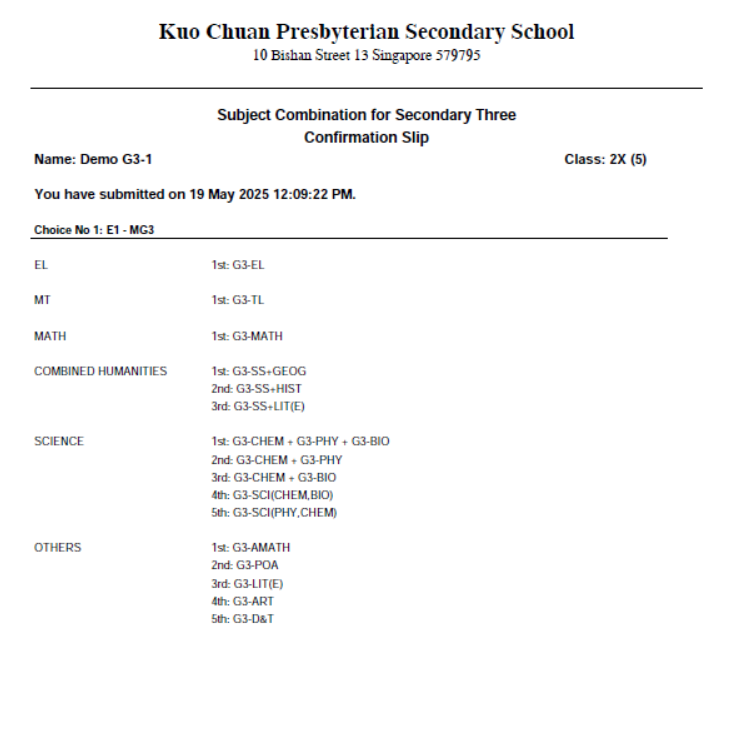 Kuo Chuan Presbyterian Secondary School
10 Bishan Street 13 Singapore 579795
Subject Combination for Secondary Three
Confirmation Slip
Name: Demo G3-1 Class: 2X (5)
You have submitted on 19 May 2025 12:09:22 PM.
Choice No 1: E1 - MG3
EL 1st: G3-EL
MT 1st: G3-TL
MATH 1st: G3-MATH
COMBINED HUMANITIES 1st: G3-SS+GEOG
2nd: G3-SS+HIST
3rd: G3-SS+LIT(E)
SCIENCE 1st: G3-CHEM + G3-PHY + G3-BIO
2nd: G3-CHEM + G3-PHY
3rd: G3-CHEM + G3-BIO
4th: G3-SCI(CHEM,BIO)
5th: G3-SCI(PHY,CHEM)
OTHERS 1st: G3-AMATH
2nd: G3-POA
3rd: G3-LIT(E)
4th: G3-ART
5th: G3-D&T